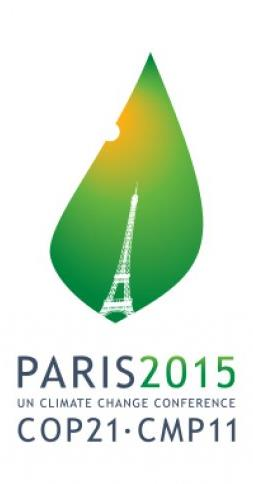 PARIS2015
UN CLIMATE CHANGE CONFERENCE
COP21·CMP11